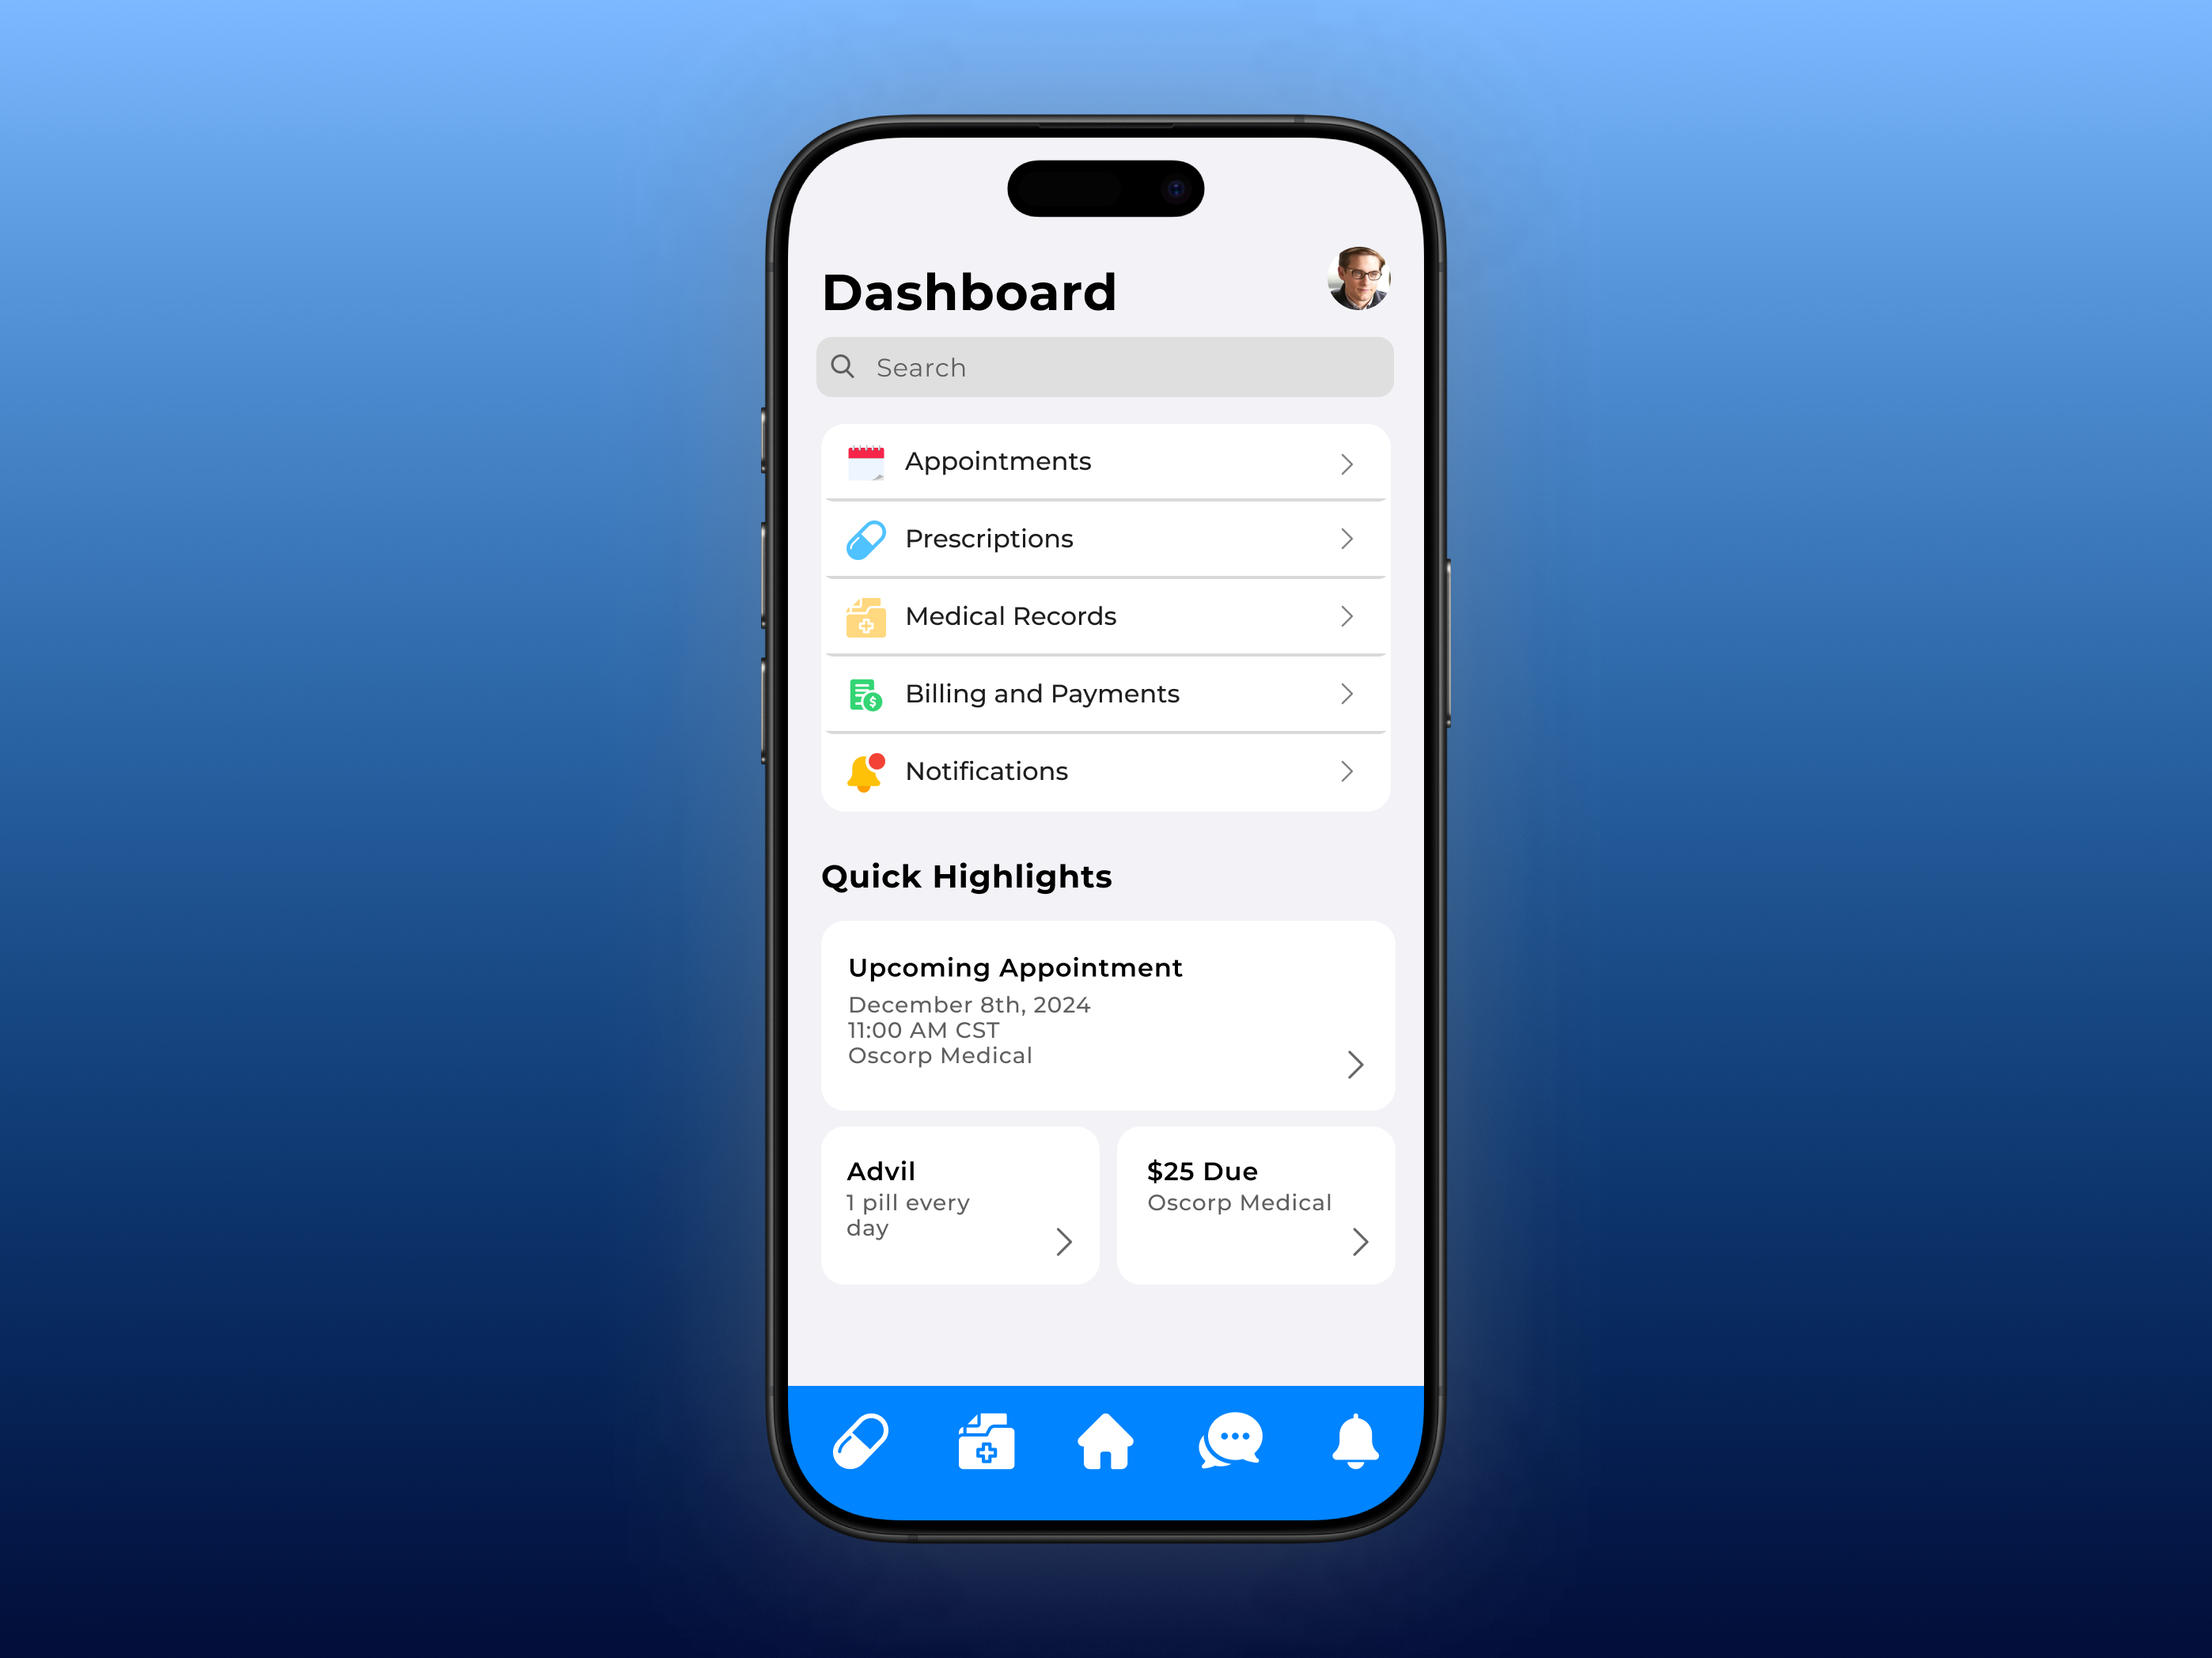 Dashboard
Search
Appointments
Prescriptions
Medical Records
Billing and Payments
Notifications
Quick Highlights
Upcoming Appointment
December 8th, 2024
11:00 AM CST
Oscorp Medical
Advil
1 pill every
day
$25 Due
Oscorp Medical